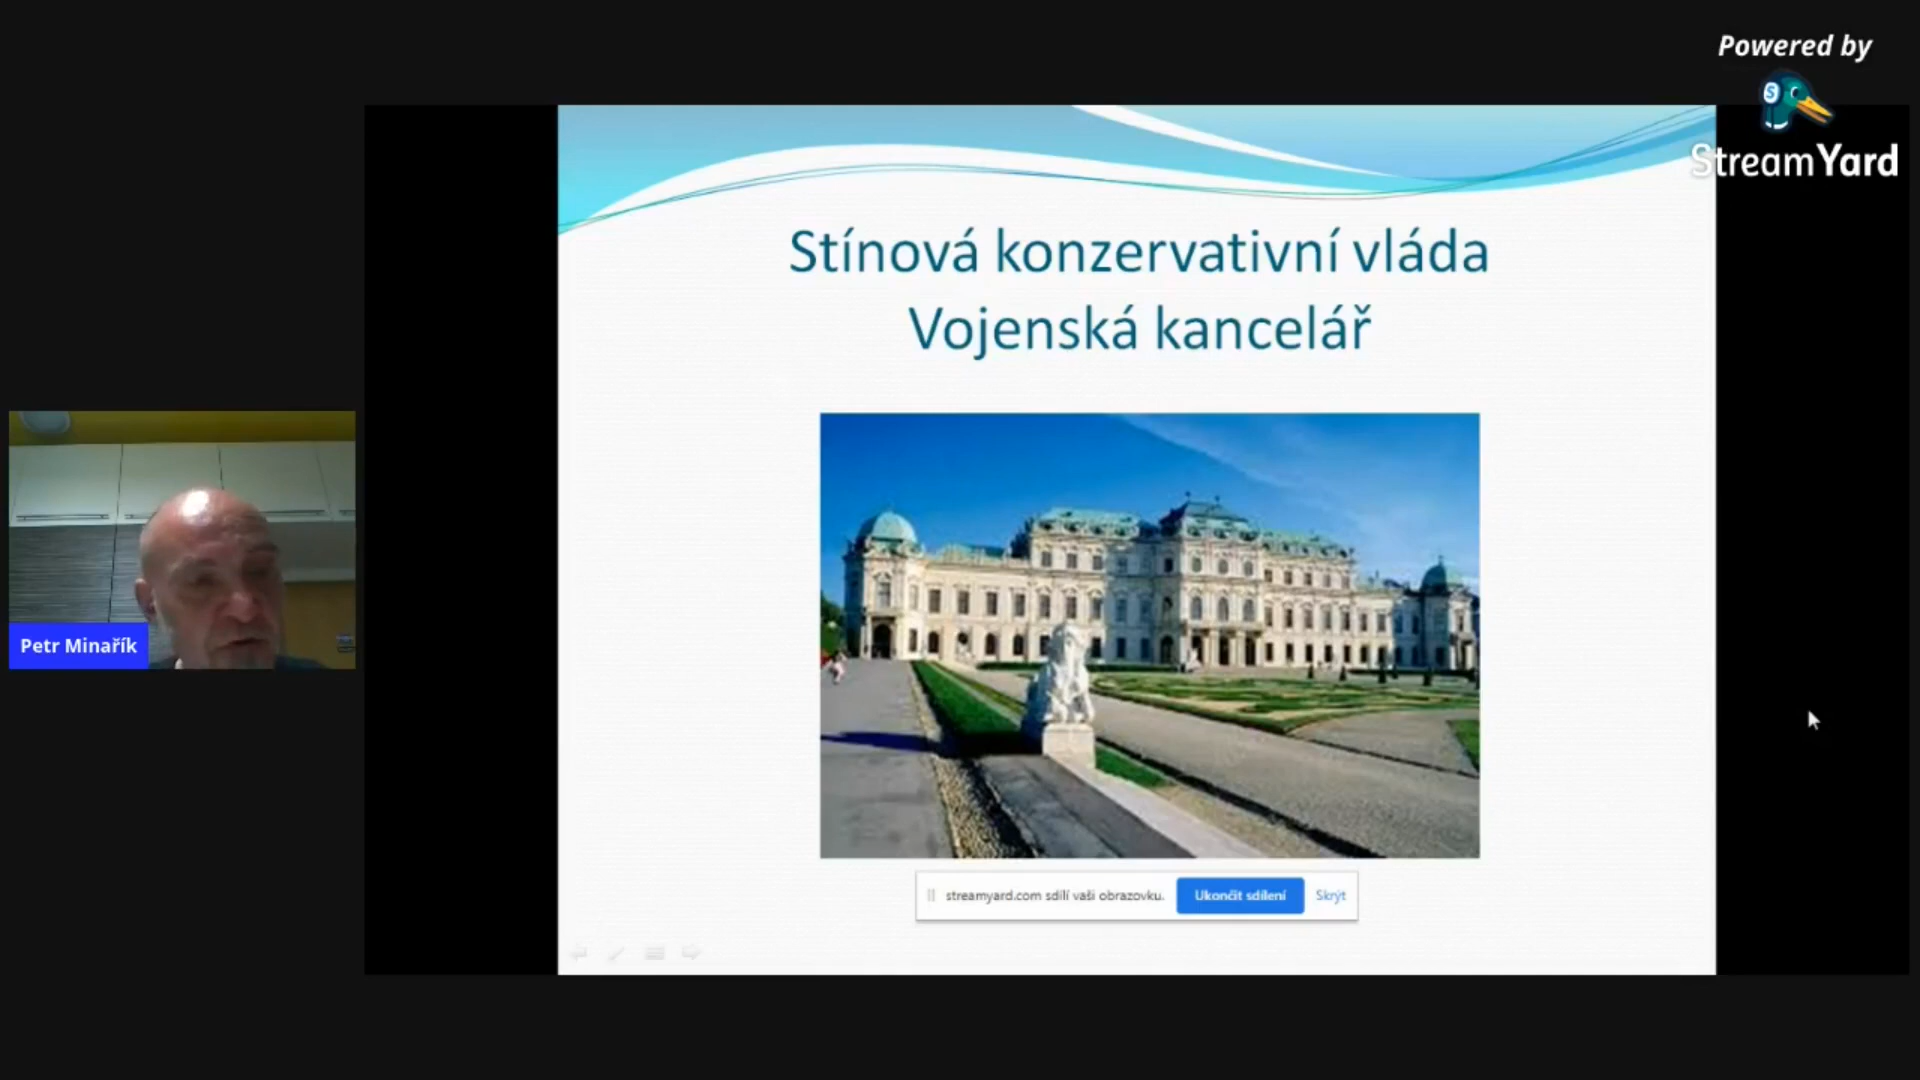 Powered by
StreamYard
Stínová konzervativní vláda
Vojenská kancelář
Petr Minařík
streamyard.com sdílí vaši obrazovku.
Ukončit sdílení
Skrýt